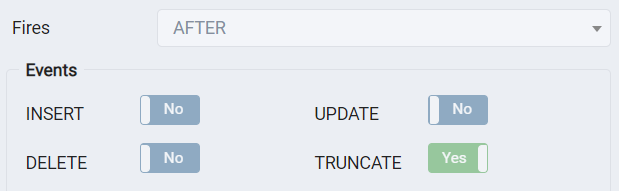 Fires AFTER
Events
INSERT No UPDATE No
DELETE No TRUNCATE Yes